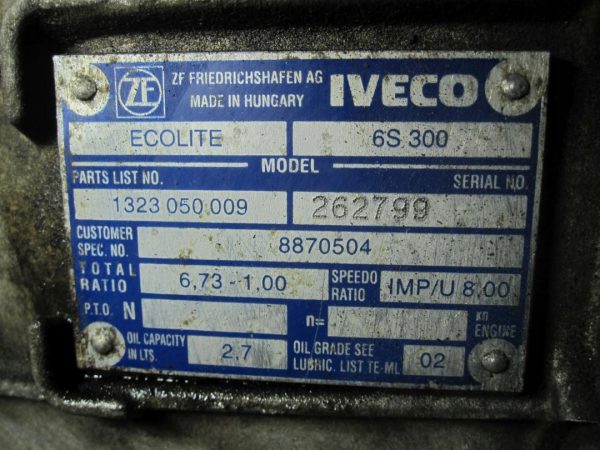 ZF
ZF FRIEDRICHSHAFEN AG
MADE IN HUNGARY
IVECO
ECOLITE
6S 300
MODEL
PARTS LIST NO.
SERIAL NO.
1323 050 009
262799
CUSTOMER
SPEC. NO.
8870504
TOTAL
RATIO
6,73 - 1,00
SPEEDO
RATIO
IMP/U 8,00
P.T.O. N
n=
xn
ENGINE
OIL CAPACITY
IN LTS.
2,7
OIL GRADE SEE
LUBRIC. LIST TE-ML
02